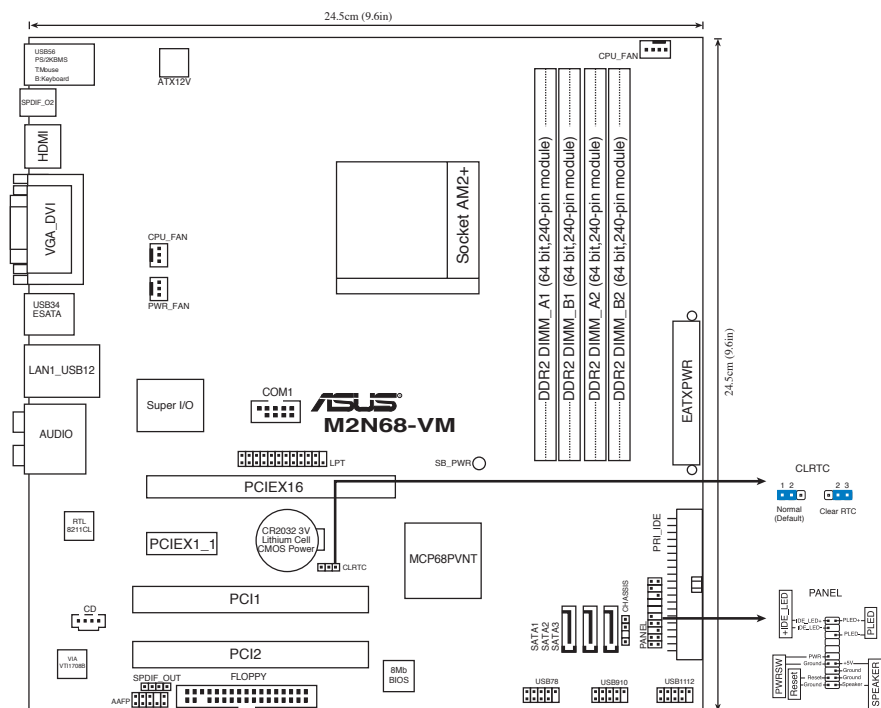 24.5cm (9.6in)
USB56
PS/2KBMS
T:Mouse
B:Keyboard
ATX12V
CPU_FAN
SPDIF_O2
HDMI
VGA_DVI
CPU_FAN
PWR_FAN
Socket AM2+
DDR2 DIMM_A1 (64 bit,240-pin module)
DDR2 DIMM_B1 (64 bit,240-pin module)
DDR2 DIMM_A2 (64 bit,240-pin module)
DDR2 DIMM_B2 (64 bit,240-pin module)
24.5cm (9.6in)
USB34
ESATA
EATXPWR
LAN1_USB12
Super I/O
COM1
ASUS
M2N68-VM
AUDIO
LPT
SB_PWR
PCIEX16
CLRTC
1 2
2 3
Normal
(Default)
Clear RTC
RTL
8211CL
PCIEX1_1
CR2032 3V
Lithium Cell
CMOS Power
CLRTC
MCP68PVNT
PRI_IDE
PCI1
CD
SATA1
SATA2
SATA3
CHASSIS
PANEL
PANEL
+IDE_LED
IDE_LED+
IDE_LED-
PLED+
PLED-
PLED
PWRSW
PWR
Ground
Reset
Reset
Ground
+5V
Ground
Ground
Speaker
SPEAKER
VIA
VT1708B
PCI2
8Mb
BIOS
SPDIF_OUT
FLOPPY
AAFP
USB78
USB910
USB1112